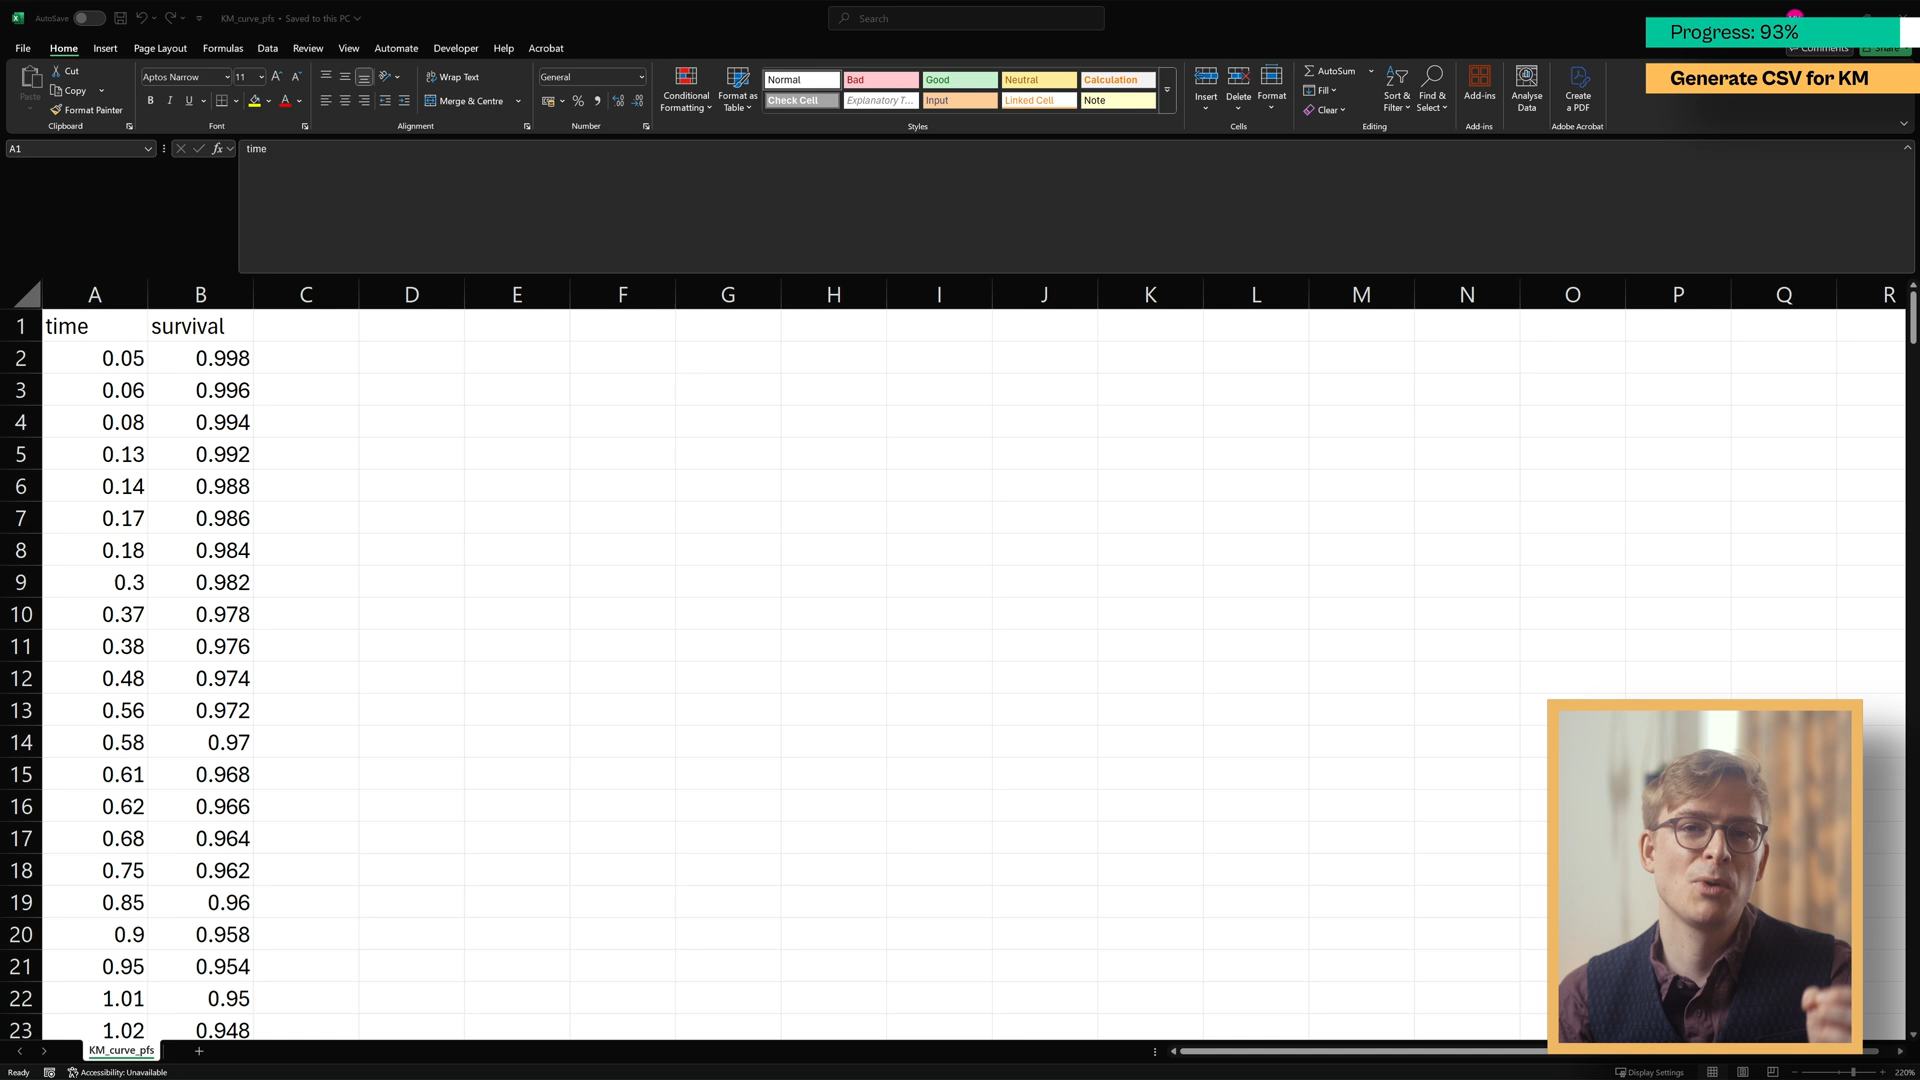 AutoSave
KM_curve_pfs • Saved to this PC
Search
Progress: 93%
File Home Insert Page Layout Formulas Data Review View Automate Developer Help Acrobat
Comments
Share
Generate CSV for KM
Paste
Cut
Copy
Format Painter
Clipboard
Aptos Narrow
11
B I U
Font
Wrap Text
Merge & Centre
Alignment
General
Number
Conditional
Formatting
Format as
Table
Normal Bad Good Neutral Calculation
Check Cell Explanatory T... Input Linked Cell Note
Styles
Insert Delete Format
Cells
AutoSum
Fill
Clear
Sort &
Filter
Find &
Select
Editing
Add-ins
Add-ins
Analyse
Data
Create
a PDF
Adobe Acrobat
A1
fx
time
A B C D E F G H I J K L M N O P Q R
1 time survival
2 0.05 0.998
3 0.06 0.996
4 0.08 0.994
5 0.13 0.992
6 0.14 0.988
7 0.17 0.986
8 0.18 0.984
9 0.3 0.982
10 0.37 0.978
11 0.38 0.976
12 0.48 0.974
13 0.56 0.972
14 0.58 0.97
15 0.61 0.968
16 0.62 0.966
17 0.68 0.964
18 0.75 0.962
19 0.85 0.96
20 0.9 0.958
21 0.95 0.954
22 1.01 0.95
23 1.02 0.948
KM_curve_pfs
Ready
Accessibility: Unavailable
Display Settings
220%